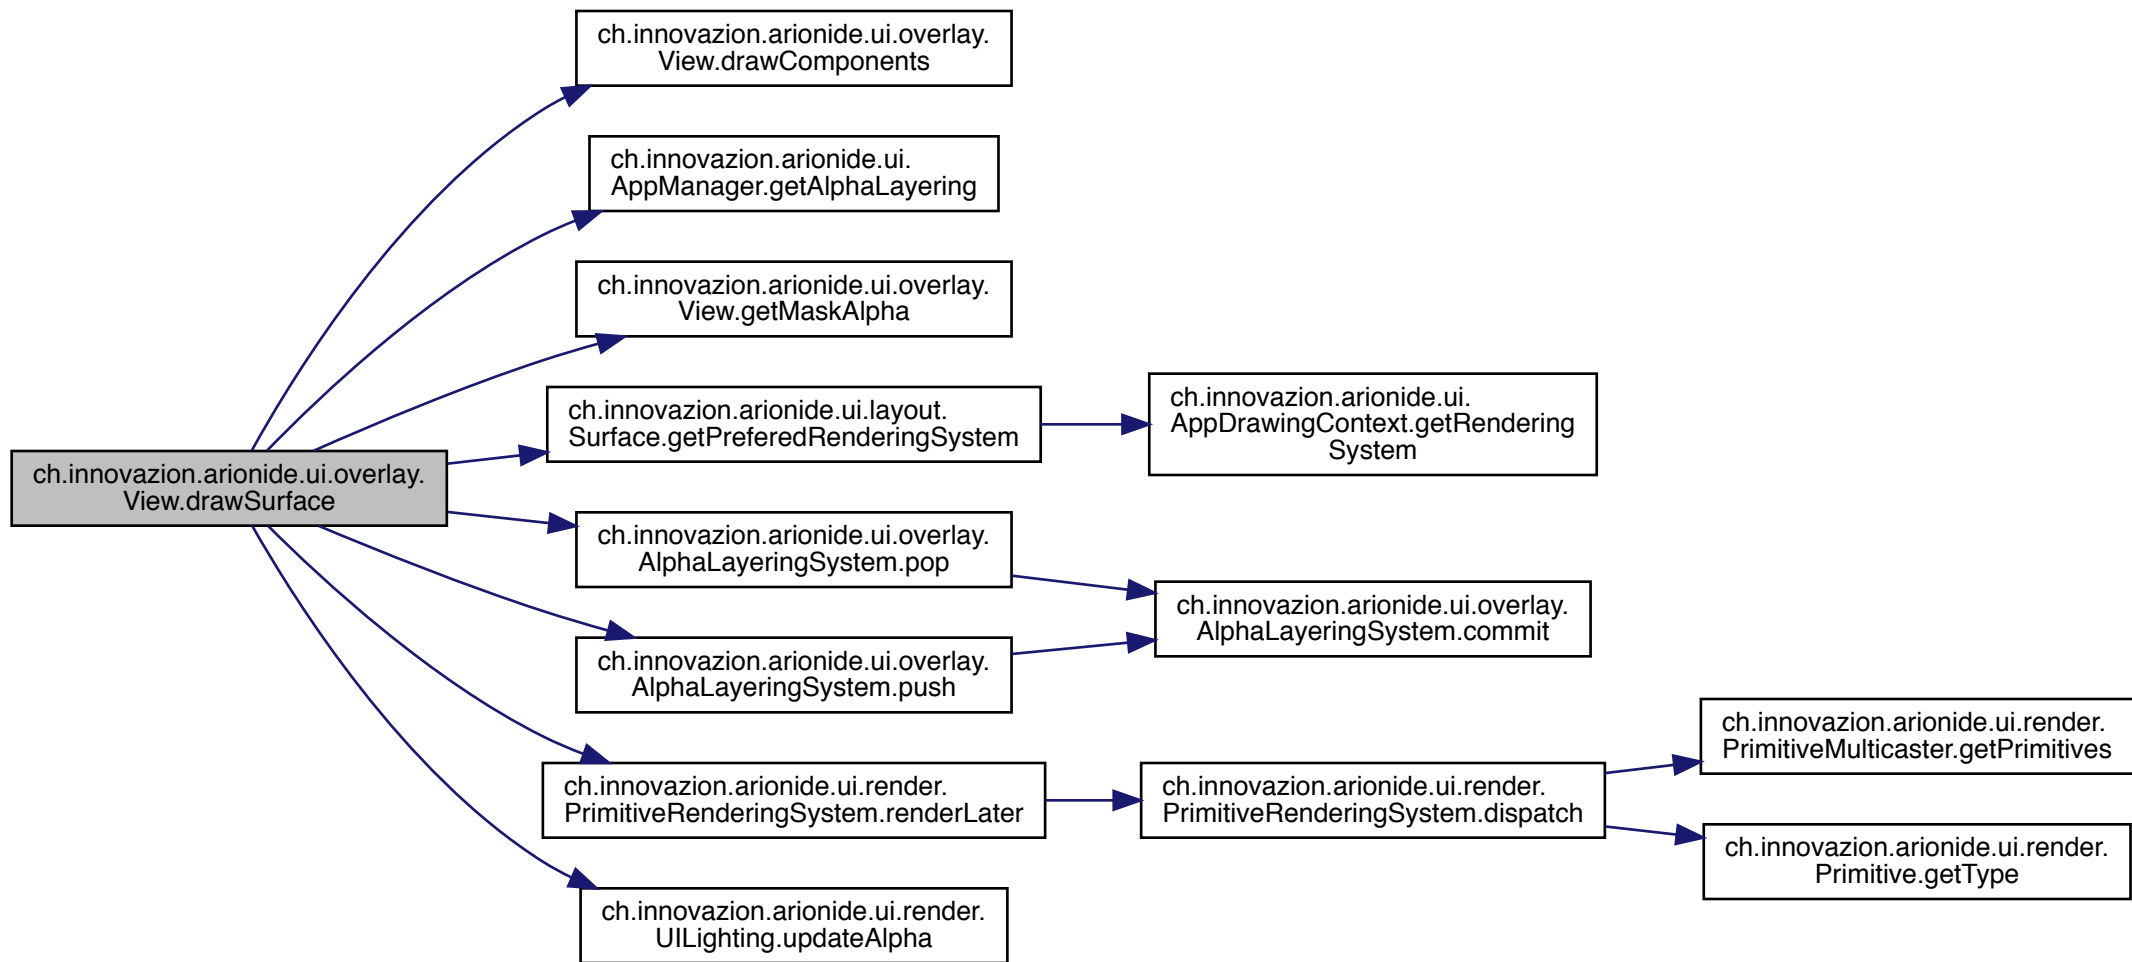 ch.innovazion.arionide.ui.overlay.
View.drawSurface
ch.innovazion.arionide.ui.overlay.
View.drawComponents
ch.innovazion.arionide.ui.
AppManager.getAlphaLayering
ch.innovazion.arionide.ui.overlay.
View.getMaskAlpha
ch.innovazion.arionide.ui.layout.
Surface.getPreferedRenderingSystem
ch.innovazion.arionide.ui.
AppDrawingContext.getRendering
System
ch.innovazion.arionide.ui.overlay.
AlphaLayeringSystem.pop
ch.innovazion.arionide.ui.overlay.
AlphaLayeringSystem.commit
ch.innovazion.arionide.ui.overlay.
AlphaLayeringSystem.push
ch.innovazion.arionide.ui.render.
PrimitiveRenderingSystem.renderLater
ch.innovazion.arionide.ui.render.
PrimitiveRenderingSystem.dispatch
ch.innovazion.arionide.ui.render.
PrimitiveMulticaster.getPrimitives
ch.innovazion.arionide.ui.render.
Primitive.getType
ch.innovazion.arionide.ui.render.
UILighting.updateAlpha